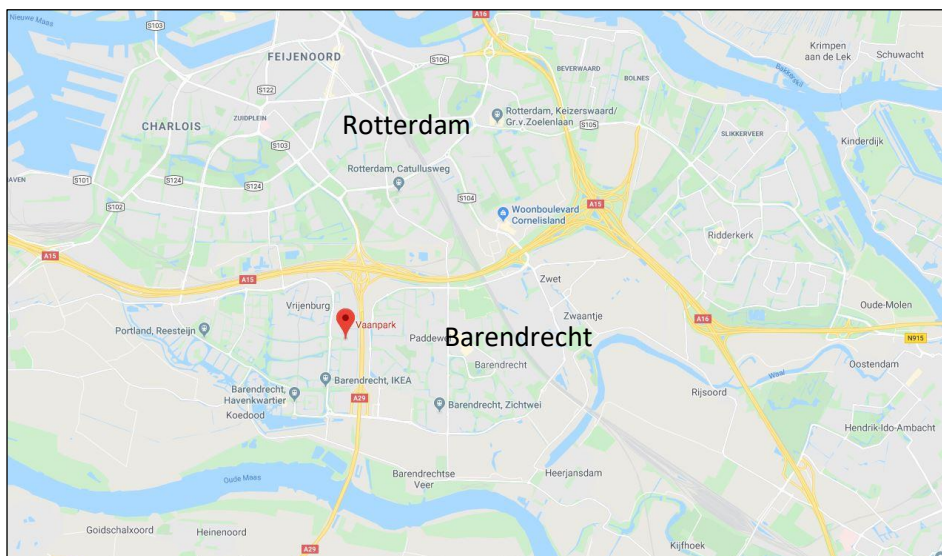 Nieuwe Maas
S103
A16
FEIJENOORD
S106
BEVERWAARD
BOLNES
Krimpen
aan de Lek
Schuwacht
Bakkerskil
S122
ZUIDPLEIN
CHARLOIS
S103
Rotterdam
Rotterdam, Keizerswaard/
Gr.v.Zoelenlaan
S105
SLIKKERVEER
Kinderdijk
HAVEN
S101
S124
S124
S102
Rotterdam, Catullusweg
S104
Woonboulevard
Cornelisland
A15
Ridderkerk
A15
A15
Zwet
Vrijenburg
Vaanpark
Portland, Reesteijn
Paddewe
Barendrecht
Zwaantje
A16
Oude-Molen
N915
Barendrecht
Barendrecht, IKEA
Barendrecht,
Havenkwartier
Koedood
A29
Barendrecht, Zichtwei
Rijsoord
Waal
Oostendam
Hendrik-Ido-Ambacht
Oude Maas
Barendrechtse
Veer
Heerjansdam
Goidschalxoord
Heinenoord
A29
Kijfhoek